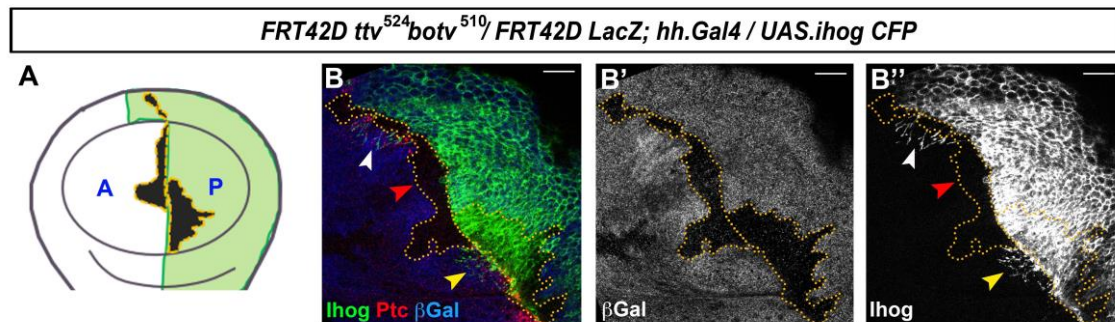 FRT42D ttv524botv510/ FRT42D LacZ; hh.Gal4 / UAS.ihog CFP
A
A
P
B
Ihog Ptc βGal
B’
βGal
B’’
Ihog